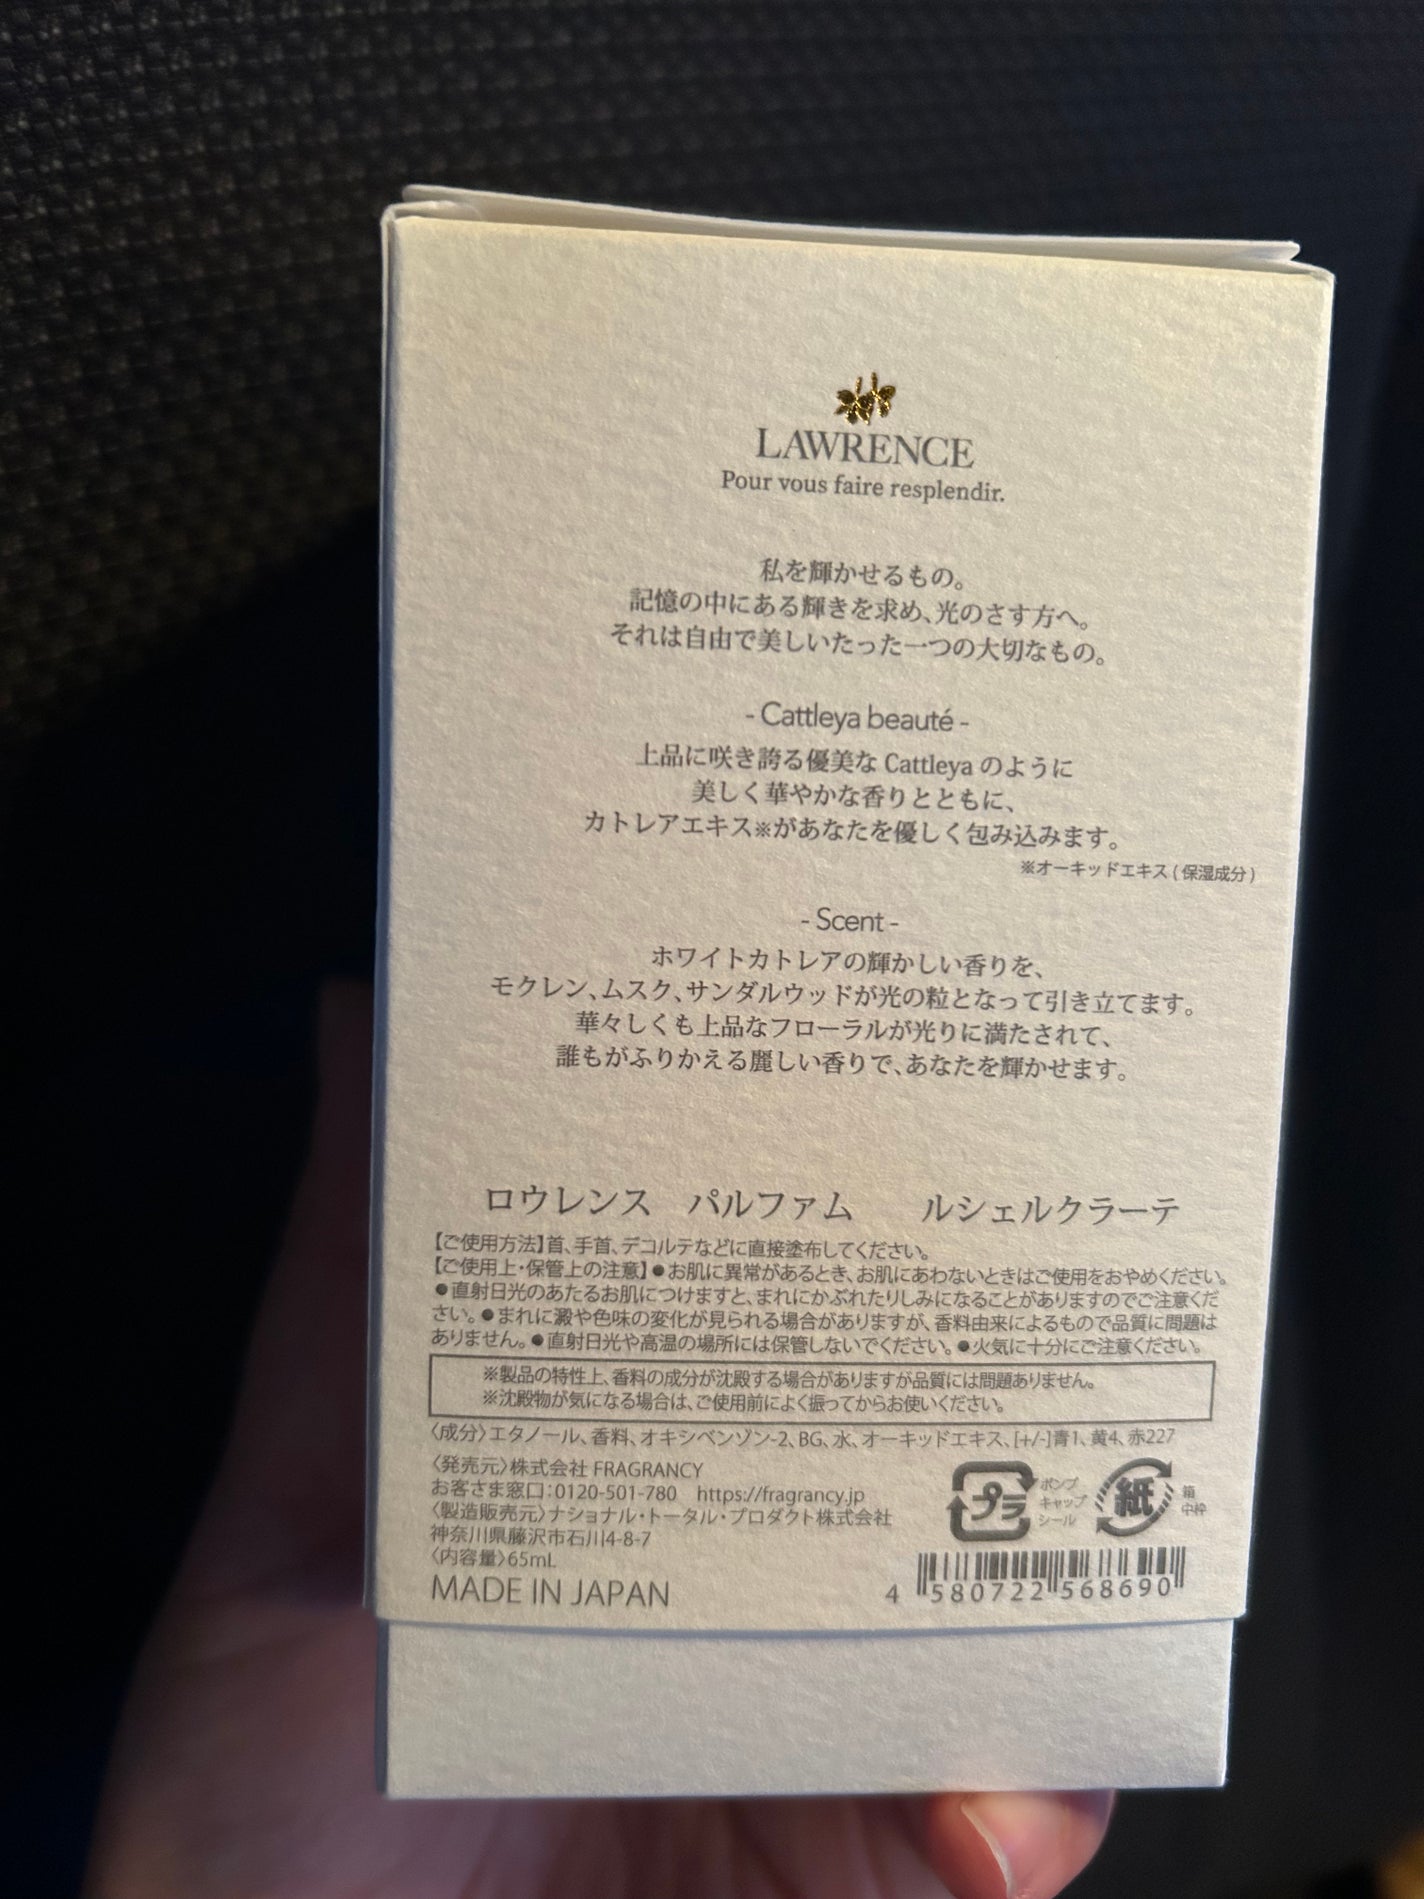 LAWRENCE
Pour vous faire resplendir.
私を輝かせるもの。
記憶の中にある輝きを求め、光のさす方へ。
それは自由で美しいたった一つの大切なもの。
- Cattleya beauté -
上品に咲き誇る優美な Cattleya のように
美しく華やかな香りとともに、
カトレアエキス※があなたを優しく包み込みます。
※オーキッドエキス ( 保湿成分 )
- Scent -
ホワイトカトレアの輝かしい香りを、
モクレン、ムスク、サンダルウッドが光の粒となって引き立てます。
華々しくも上品なフローラルが光りに満たされて、
誰もがふりかえる麗しい香りで、あなたを輝かせます。
ロウレンス　パルファム　　ルシェルクラーテ
【ご使用方法】首、手首、デコルテなどに直接塗布してください。
【ご使用上・保管上の注意】●お肌に異常があるとき、お肌にあわないときはご使用をおやめください。
●直射日光のあたるお肌につけますと、まれにかぶれたりしみになることがありますのでご注意くだ
さい。●まれに澱や色味の変化が見られる場合がありますが、香料由来によるもので品質に問題は
ありません。●直射日光や高温の場所には保管しないでください。●火気に十分にご注意ください。
※製品の特性上、香料の成分が沈殿する場合がありますが品質には問題ありません。
※沈殿物が気になる場合は、ご使用前によく振ってからお使いください。
〈成分〉エタノール、香料、オキシベンゾン-2、BG、水、オーキッドエキス、[+/-]青1、黄4、赤227
〈発売元〉株式会社 FRAGRANCY
お客さま窓口：0120-501-780　https://fragrancy.jp
〈製造販売元〉ナショナル・トータル・プロダクト株式会社
神奈川県藤沢市石川4-8-7
〈内容量〉65mL
MADE IN JAPAN
プラ
ポンプ
キャップ
シール
紙
箱
中枠
4 580722 568690